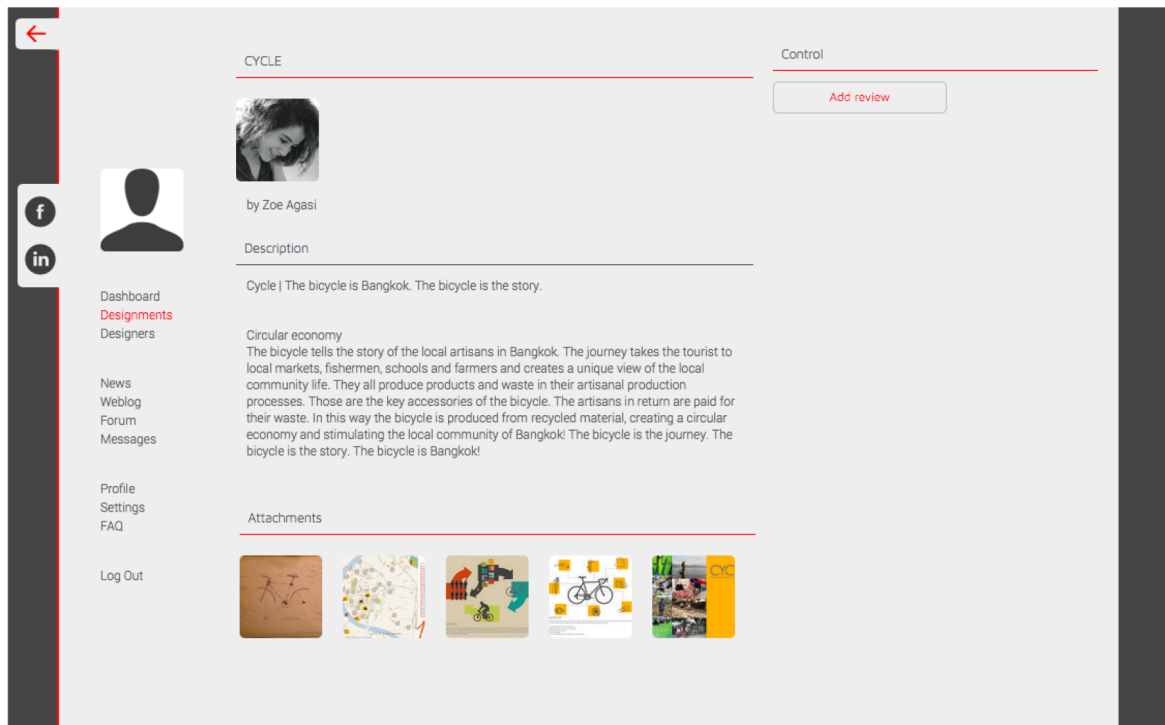 CYCLE
Control
Add review
by Zoe Agasi
f
in
Description
Dashboard
Designments
Designers
News
Weblog
Forum
Messages
Profile
Settings
FAQ
Log Out
Cycle | The bicycle is Bangkok. The bicycle is the story.
Circular economy
The bicycle tells the story of the local artisans in Bangkok. The journey takes the tourist to
local markets, fishermen, schools and farmers and creates a unique view of the local
community life. They all produce products and waste in their artisanal production
processes. Those are the key accessories of the bicycle. The artisans in return are paid for
their waste. In this way the bicycle is produced from recycled material, creating a circular
economy and stimulating the local community of Bangkok! The bicycle is the journey. The
bicycle is the story. The bicycle is Bangkok!
Attachments
CYC